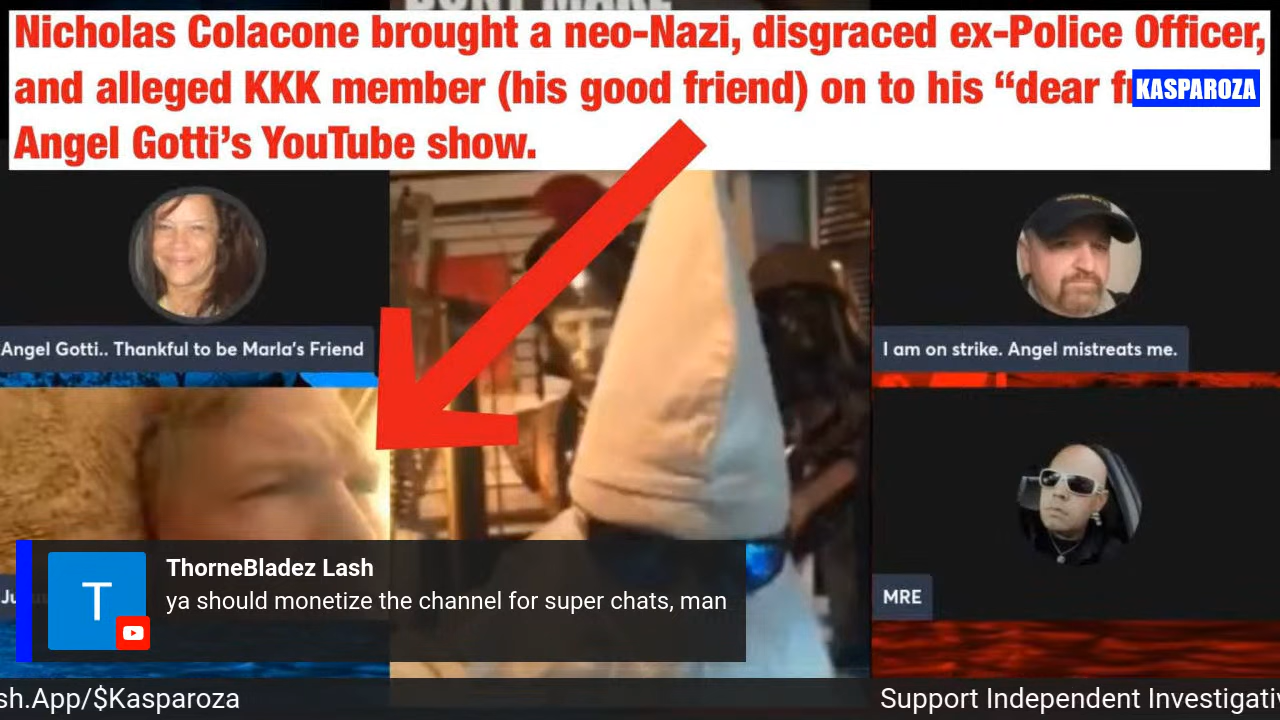 DON'T MAKE
Nicholas Colacone brought a neo-Nazi, disgraced ex-Police Officer,
and alleged KKK member (his good friend) on to his “dear fr
KASPAROZA
Angel Gotti’s YouTube show.
Angel Gotti.. Thankful to be Marla's Friend
I am on strike. Angel mistreats me.
ThorneBladez Lash
T
ya should monetize the channel for super chats, man
Ju
MRE
sh.App/$Kasparoza
Support Independent Investigativ